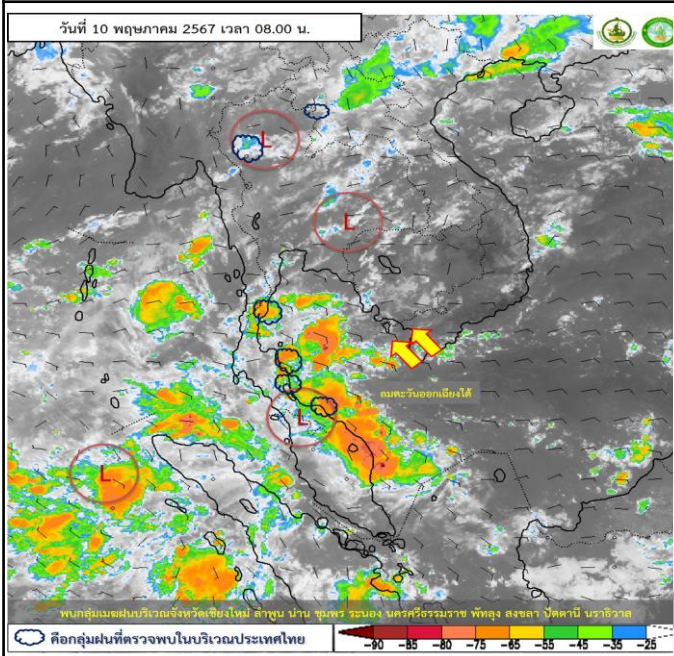 วันที่ 10 พฤษภาคม 2567 เวลา 08.00 น.
L
L
ลมตะวันออกเฉียงใต้
L
L
พบกลุ่มเมฆฝนบริเวณจังหวัดเชียงใหม่ ลำพูน น่าน ชุมพร ระนอง นครศรีธรรมราช พัทลุง สงขลา ปัตตานี นราธิวาส
คือกลุ่มฝนที่ตรวจพบในบริเวณประเทศไทย
-90 -85 -80 -75 -65 -55 -45 -35 -25